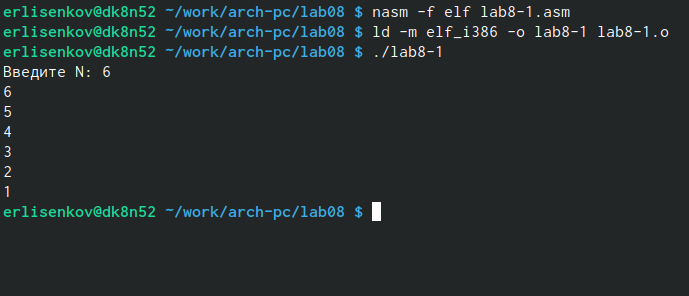 erlisenkov@dk8n52 ~/work/arch-pc/lab08 $ nasm -f elf lab8-1.asm
erlisenkov@dk8n52 ~/work/arch-pc/lab08 $ ld -m elf_i386 -o lab8-1 lab8-1.o
erlisenkov@dk8n52 ~/work/arch-pc/lab08 $ ./lab8-1
Введите N: 6
6
5
4
3
2
1
erlisenkov@dk8n52 ~/work/arch-pc/lab08 $